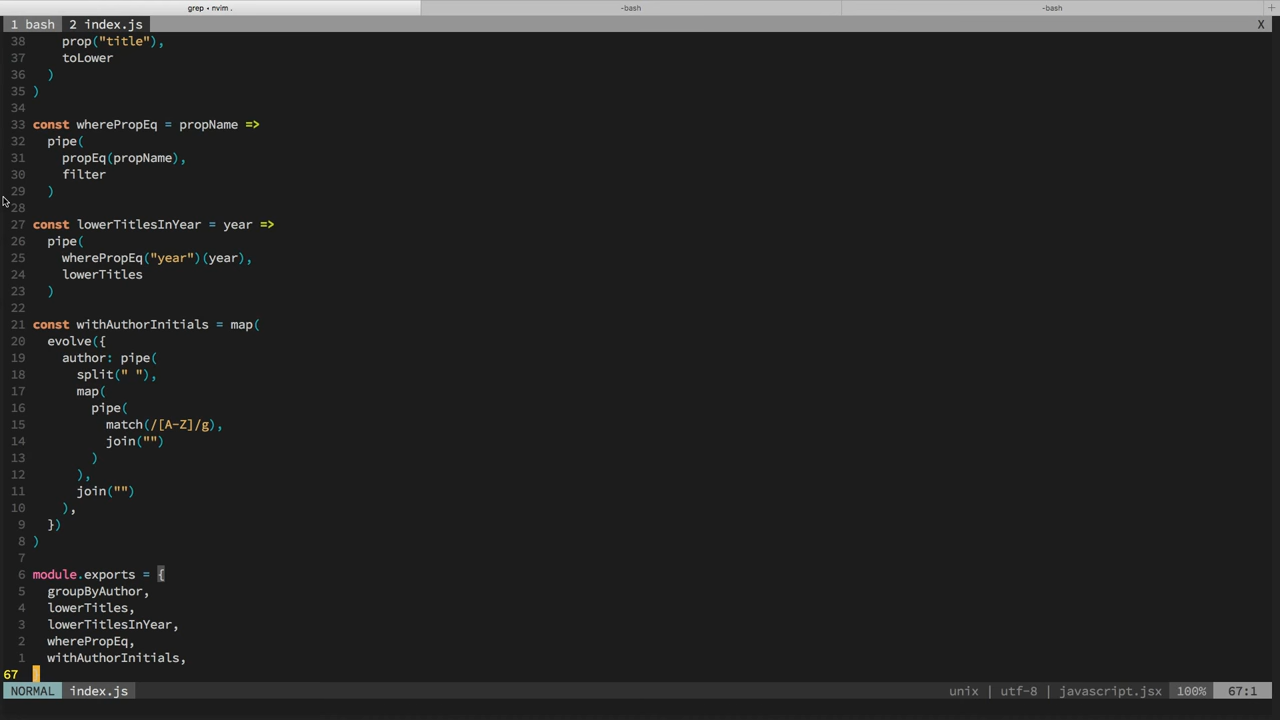 grep • nvim .
-bash
-bash
+
1 bash 2 index.js X
38 prop("title"),
37 toLower
36 )
35 )
34
33 const wherePropEq = propName =>
32 pipe(
31 propEq(propName),
30 filter
29 )
28
27 const lowerTitlesInYear = year =>
26 pipe(
25 wherePropEq("year")(year),
24 lowerTitles
23 )
22
21 const withAuthorInitials = map(
20 evolve({
19 author: pipe(
18 split(" "),
17 map(
16 pipe(
15 match(/[A-Z]/g),
14 join("")
13 )
12 ),
11 join("")
10 ),
9 })
8 )
7
6 module.exports = {
5 groupByAuthor,
4 lowerTitles,
3 lowerTitlesInYear,
2 wherePropEq,
1 withAuthorInitials,
67 }
NORMAL index.js unix | utf-8 | javascript.jsx 100% 67:1